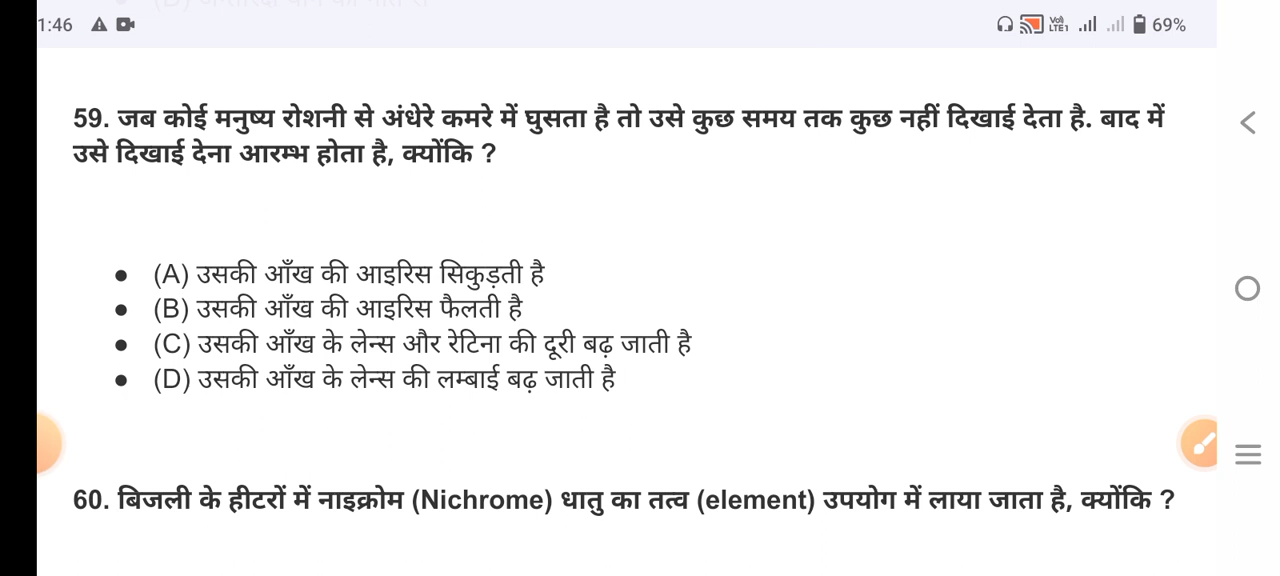 1:46 69%
59. जब कोई मनुष्य रोशनी से अंधेरे कमरे में घुसता है तो उसे कुछ समय तक कुछ नहीं दिखाई देता है. बाद में
उसे दिखाई देना आरम्भ होता है, क्योंकि ?
(A) उसकी आँख की आइरिस सिकुड़ती है
(B) उसकी आँख की आइरिस फैलती है
(C) उसकी आँख के लेन्स और रेटिना की दूरी बढ़ जाती है
(D) उसकी आँख के लेन्स की लम्बाई बढ़ जाती है
60. बिजली के हीटरों में नाइक्रोम (Nichrome) धातु का तत्व (element) उपयोग में लाया जाता है, क्योंकि ?